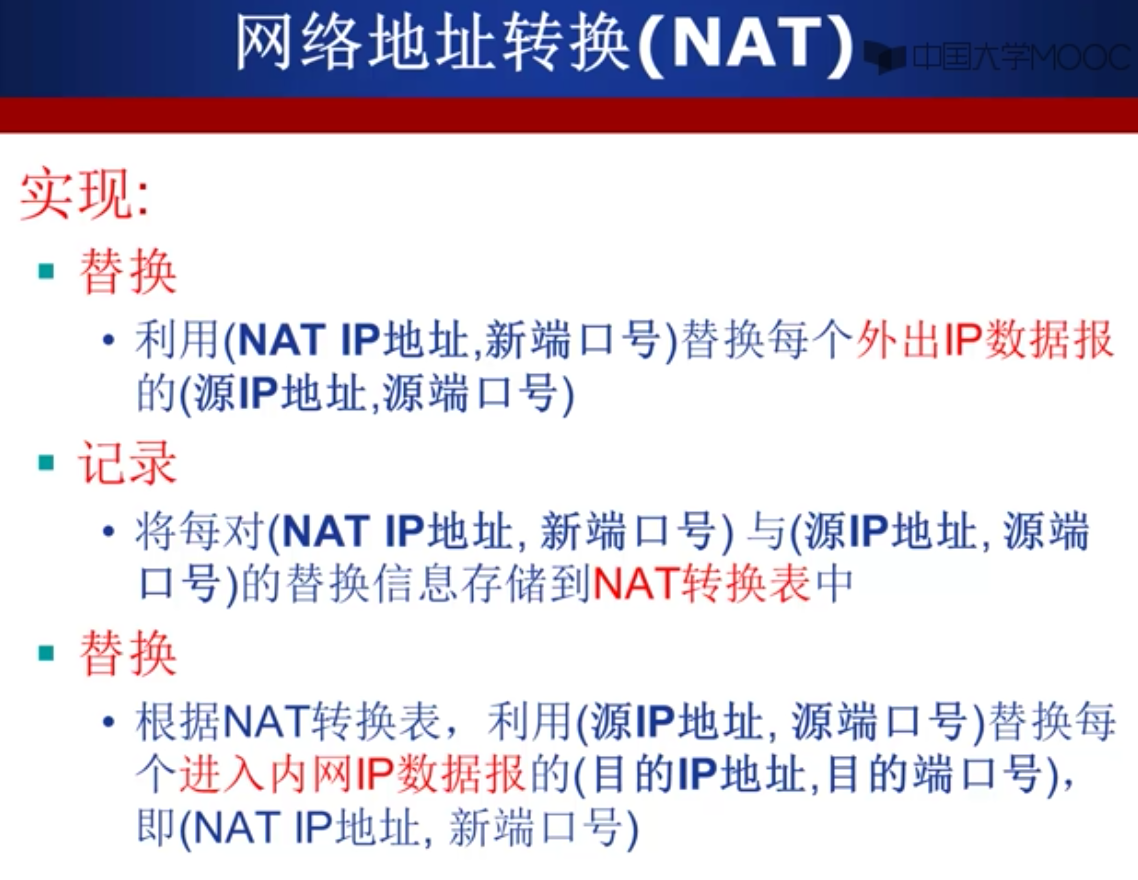 网络地址转换(NAT)
中国大学MOOC
实现:
▪ 替换
• 利用(NAT IP地址,新端口号)替换每个外出IP数据报
的(源IP地址,源端口号)
▪ 记录
• 将每对(NAT IP地址, 新端口号) 与(源IP地址, 源端
口号)的替换信息存储到NAT转换表中
▪ 替换
• 根据NAT转换表，利用(源IP地址, 源端口号)替换每
个进入内网IP数据报的(目的IP地址,目的端口号)，
即(NAT IP地址, 新端口号)